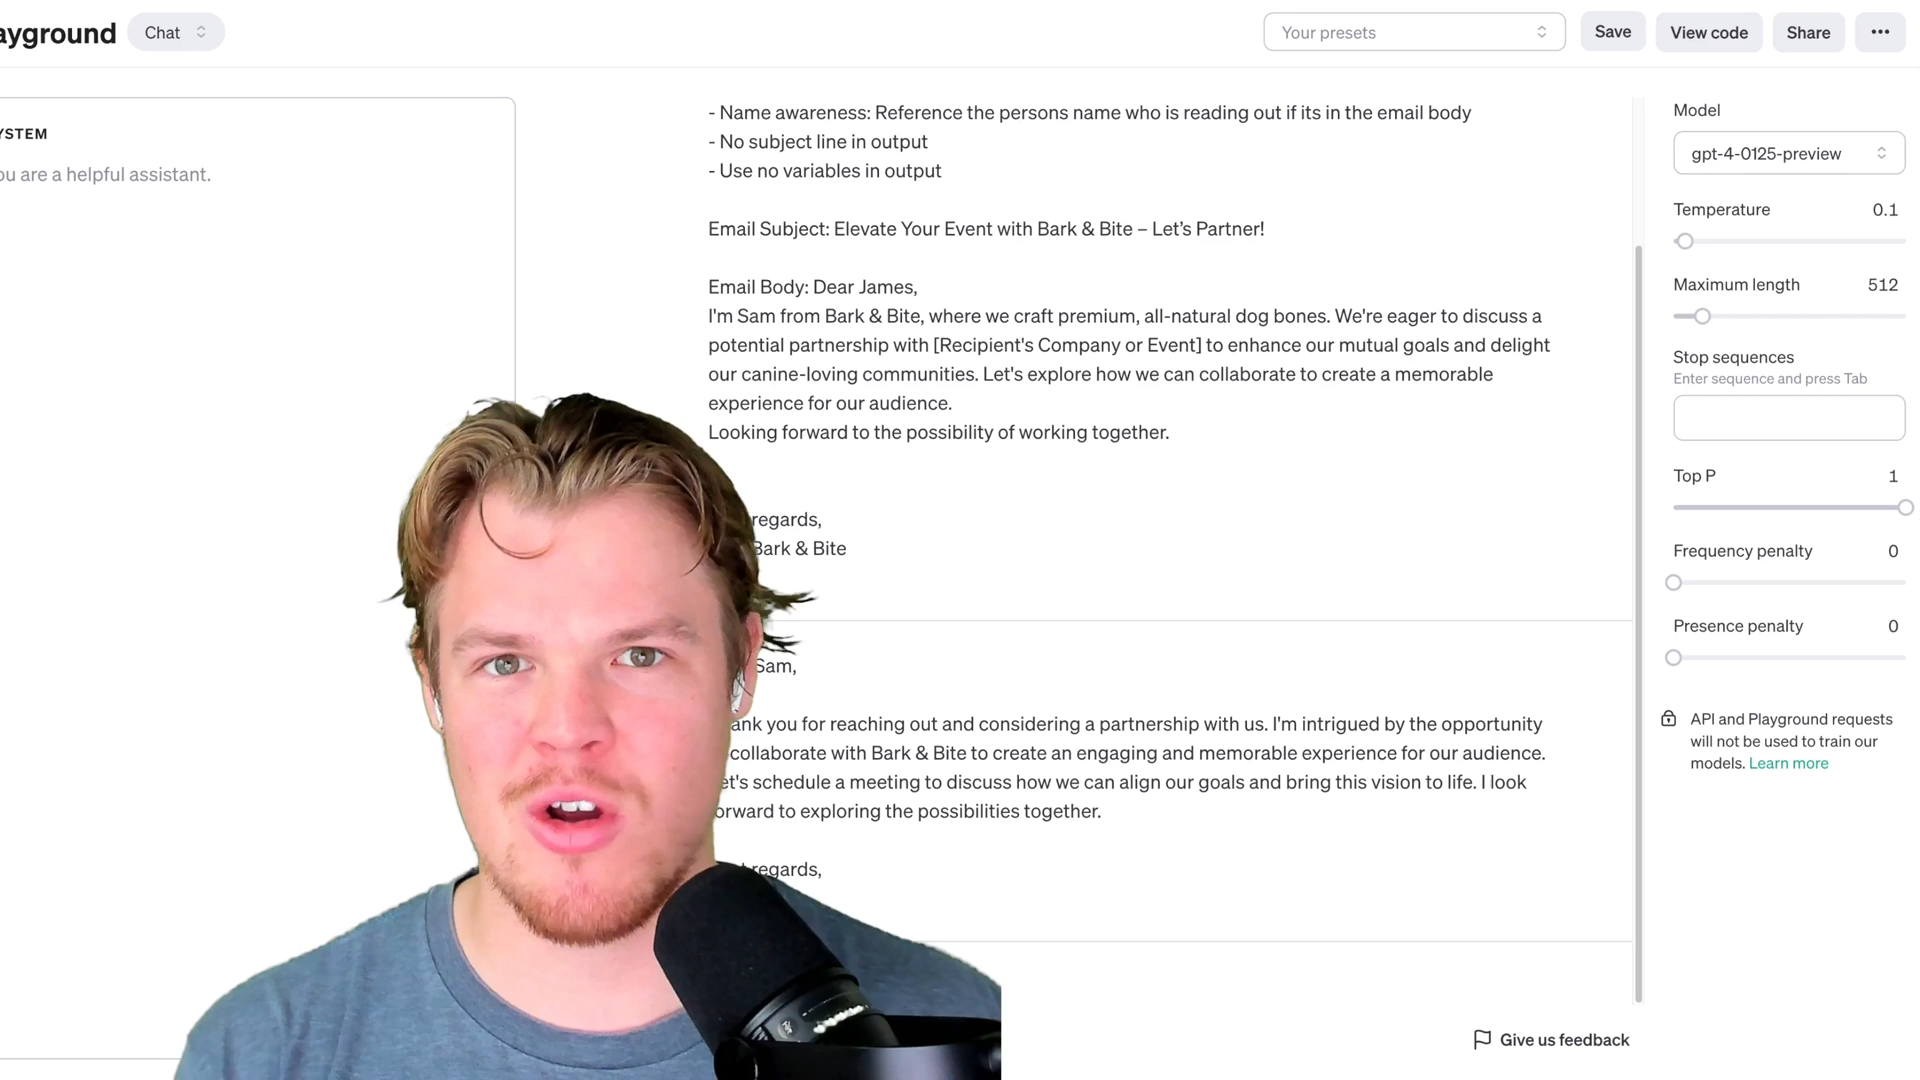 ayground
Chat
Your presets
Save
View code
Share
YSTEM
ou are a helpful assistant.
- Name awareness: Reference the persons name who is reading out if its in the email body
- No subject line in output
- Use no variables in output
Email Subject: Elevate Your Event with Bark & Bite – Let’s Partner!
Email Body: Dear James,
I'm Sam from Bark & Bite, where we craft premium, all-natural dog bones. We're eager to discuss a
potential partnership with [Recipient's Company or Event] to enhance our mutual goals and delight
our canine-loving communities. Let's explore how we can collaborate to create a memorable
experience for our audience.
Looking forward to the possibility of working together.
regards,
Bark & Bite
Sam,
ank you for reaching out and considering a partnership with us. I'm intrigued by the opportunity
collaborate with Bark & Bite to create an engaging and memorable experience for our audience.
et's schedule a meeting to discuss how we can align our goals and bring this vision to life. I look
orward to exploring the possibilities together.
regards,
Model
gpt-4-0125-preview
Temperature 0.1
Maximum length 512
Stop sequences
Enter sequence and press Tab
Top P 1
Frequency penalty 0
Presence penalty 0
API and Playground requests
will not be used to train our
models. Learn more
Give us feedback